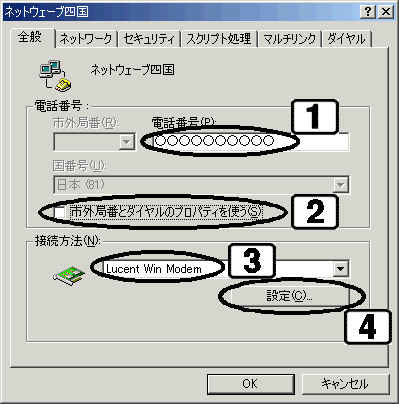 ネットウェーブ四国
全般 ネットワーク セキュリティ スクリプト処理 マルチリンク ダイヤル
ネットウェーブ四国
電話番号:
市外局番(R): 電話番号(P):
1
○○○○○○○○○○
国番号(U):
日本 (81)
市外局番とダイヤルのプロパティを使う(S)
2
接続方法(N):
Lucent Win Modem
3
設定(C)...
4
OK キャンセル